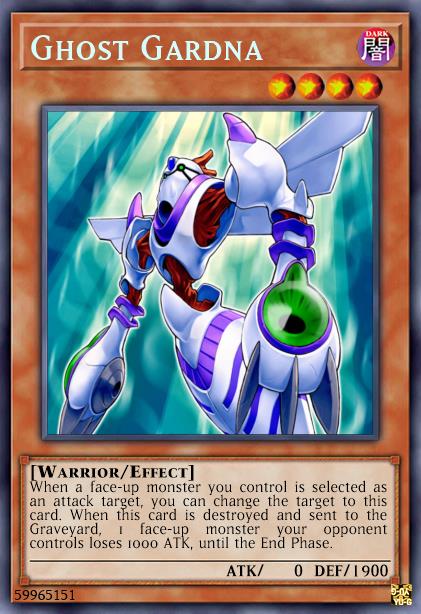 Ghost Gardna
DARK
闇
[Warrior/Effect]
When a face-up monster you control is selected as
an attack target, you can change the target to this
card. When this card is destroyed and sent to the
Graveyard, 1 face-up monster your opponent
controls loses 1000 ATK, until the End Phase.
ATK/ 0 DEF/1900
59965151